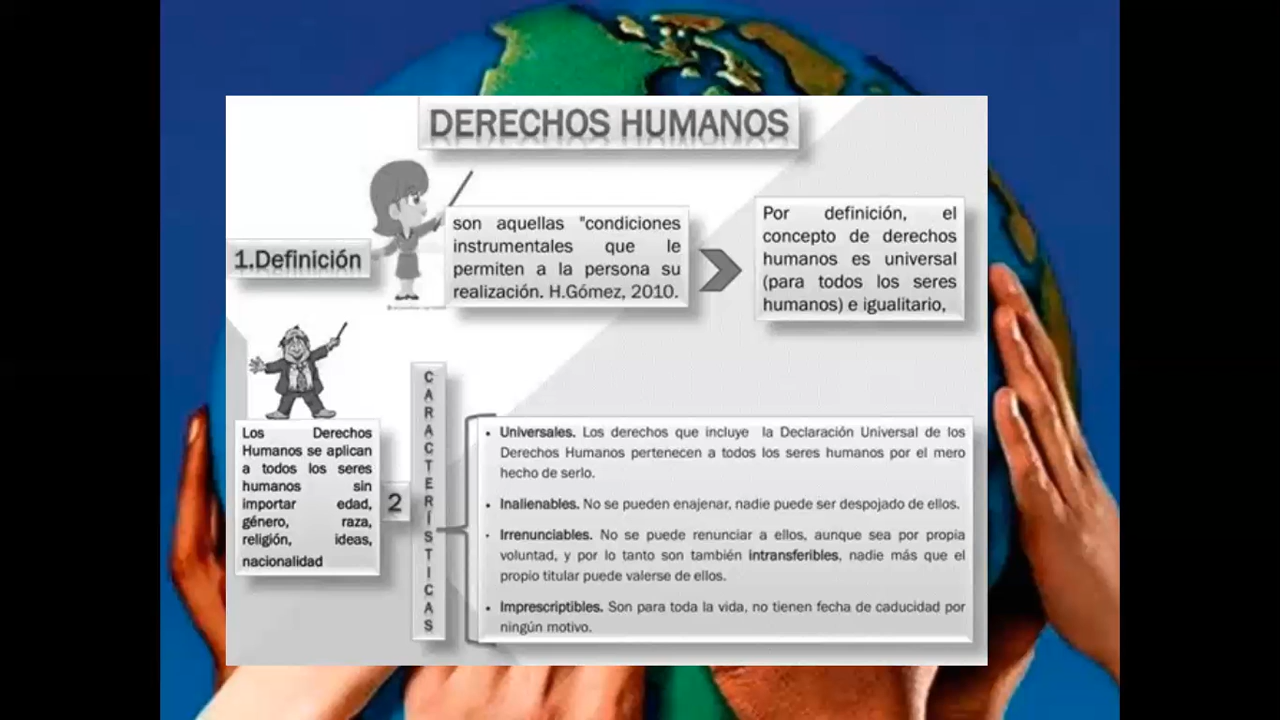 DERECHOS HUMANOS
1.Definición
son aquellas "condiciones
instrumentales que le
permiten a la persona su
realización. H.Gómez, 2010.
Por definición, el
concepto de derechos
humanos es universal
(para todos los seres
humanos) e igualitario,
Los Derechos
Humanos se aplican
a todos los seres
humanos sin
importar edad,
género, raza,
religión, ideas,
nacionalidad
2
CARACTERÍSTICAS
• Universales. Los derechos que incluye la Declaración Universal de los
Derechos Humanos pertenecen a todos los seres humanos por el mero
hecho de serlo.
• Inalienables. No se pueden enajenar, nadie puede ser despojado de ellos.
• Irrenunciables. No se puede renunciar a ellos, aunque sea por propia
voluntad, y por lo tanto son también intransferibles, nadie más que el
propio titular puede valerse de ellos.
• Imprescriptibles. Son para toda la vida, no tienen fecha de caducidad por
ningún motivo.